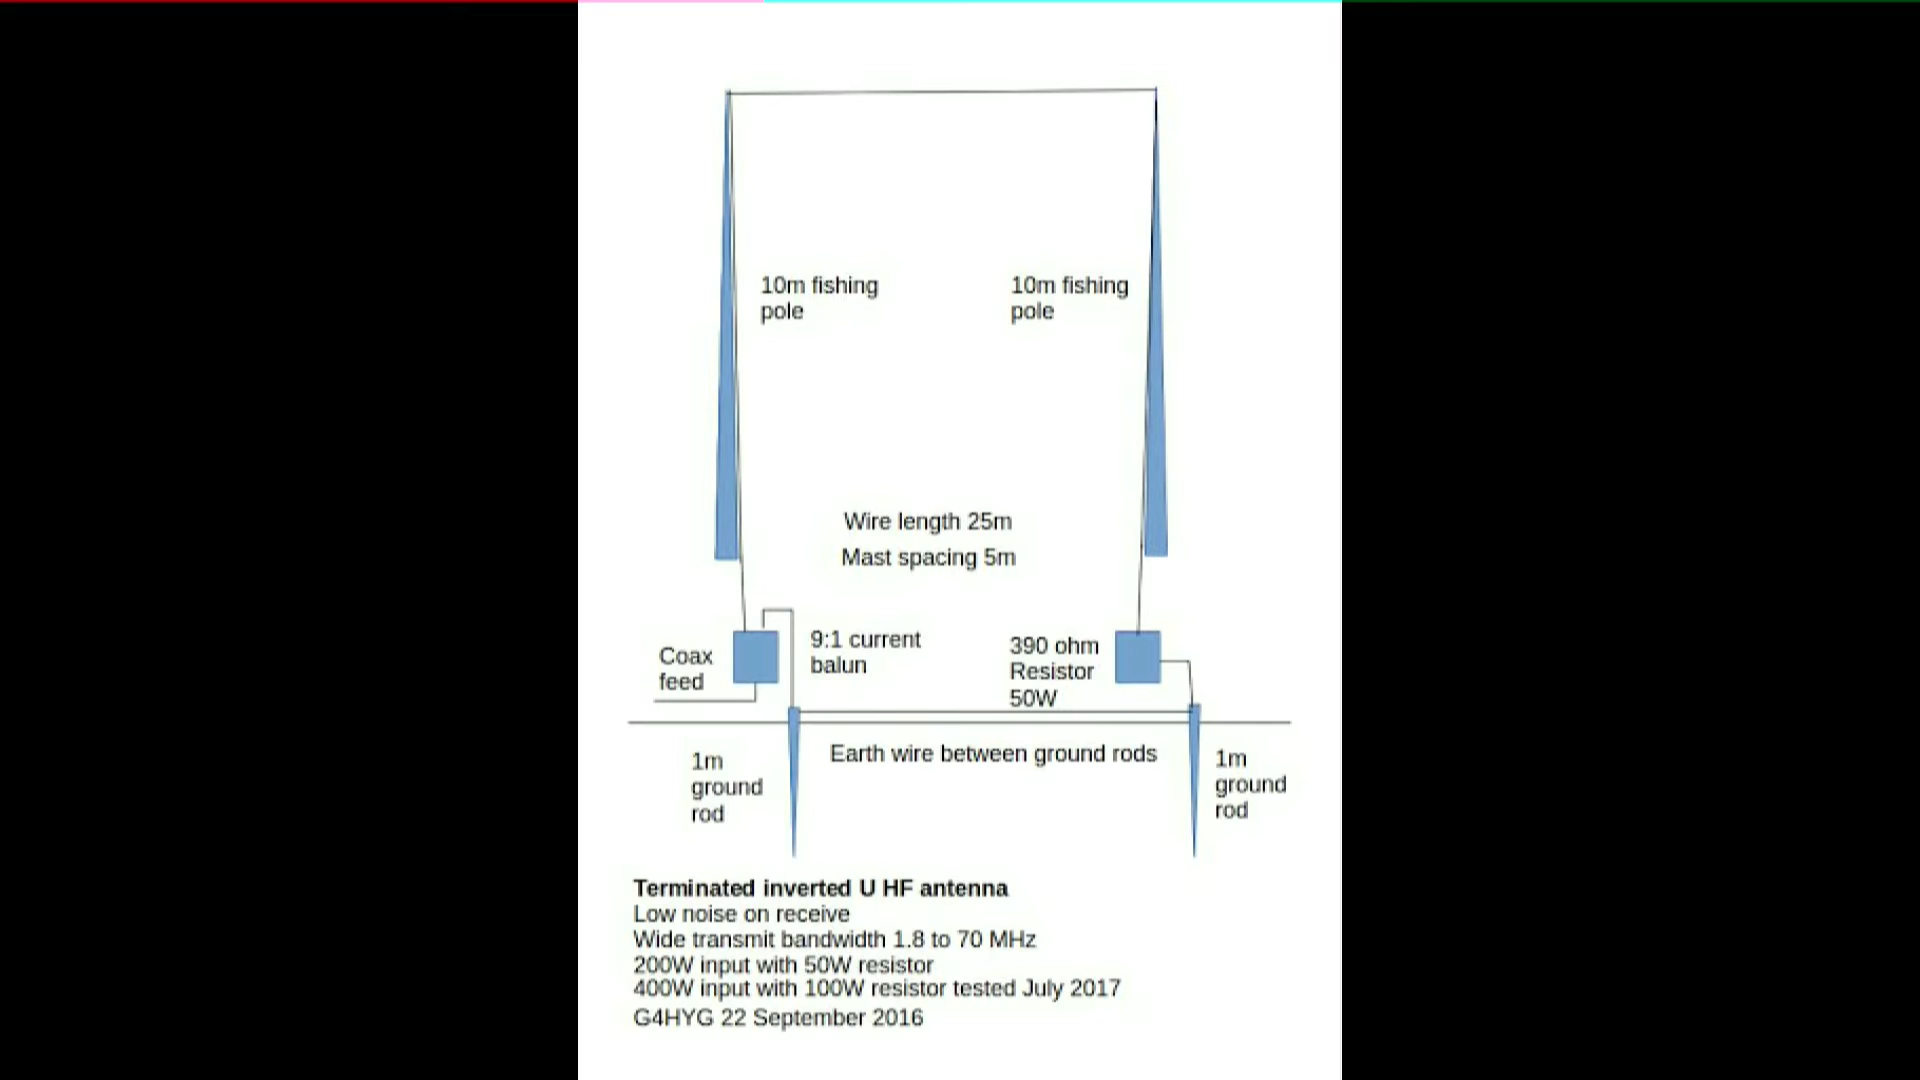 10m fishing
pole
10m fishing
pole
Wire length 25m
Mast spacing 5m
Coax
feed
9:1 current
balun
390 ohm
Resistor
50W
Earth wire between ground rods
1m
ground
rod
1m
ground
rod
Terminated inverted U HF antenna
Low noise on receive
Wide transmit bandwidth 1.8 to 70 MHz
200W input with 50W resistor
400W input with 100W resistor tested July 2017
G4HYG 22 September 2016